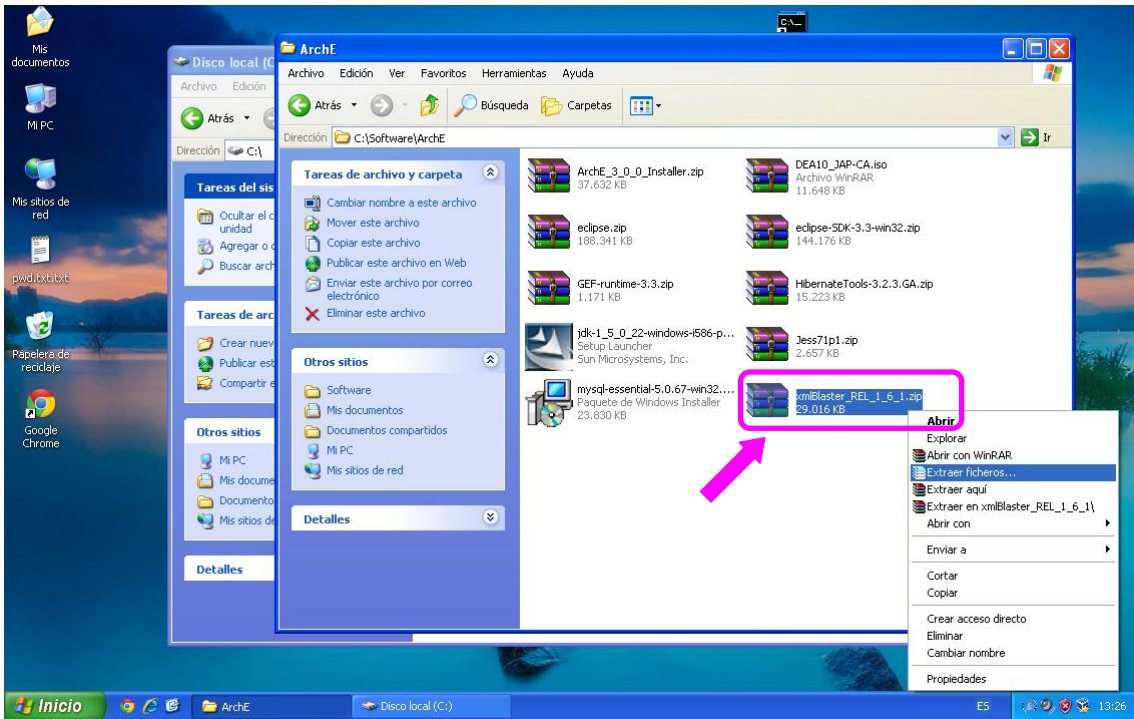 C:\_
Mis
documentos
Mi PC
Mis sitios de
red
pwd.txt.txt
Papelera de
reciclaje
Google
Chrome
Disco local (C
Archivo Edición
Atrás
Dirección C:\
Tareas del sis
Ocultar el c
unidad
Agregar o c
Buscar arch
Tareas de arc
Crear nuev
Publicar est
Compartir e
Otros sitios
Mi PC
Mis docume
Documento
Mis sitios de
Detalles
ArchE
Archivo Edición Ver Favoritos Herramientas Ayuda
Atrás Búsqueda Carpetas
Dirección C:\Software\ArchE Ir
Tareas de archivo y carpeta
Cambiar nombre a este archivo
Mover este archivo
Copiar este archivo
Publicar este archivo en Web
Enviar este archivo por correo
electrónico
Eliminar este archivo
Otros sitios
Software
Mis documentos
Documentos compartidos
Mi PC
Mis sitios de red
Detalles
ArchE_3_0_0_Installer.zip
37.632 KB
DEA10_JAP-CA.iso
Archivo WinRAR
11.648 KB
eclipse.zip
188.341 KB
eclipse-SDK-3.3-win32.zip
144.176 KB
GEF-runtime-3.3.zip
1.171 KB
HibernateTools-3.2.3.GA.zip
15.223 KB
jdk-1_5_0_22-windows-i586-p...
Setup Launcher
Sun Microsystems, Inc.
Jess71p1.zip
2.657 KB
mysql-essential-5.0.67-win32....
Paquete de Windows Installer
23.830 KB
xmlBlaster_REL_1_6_1.zip
29.016 KB
Abrir
Explorar
Abrir con WinRAR
Extraer ficheros...
Extraer aquí
Extraer en xmlBlaster_REL_1_6_1\
Abrir con
Enviar a
Cortar
Copiar
Crear acceso directo
Eliminar
Cambiar nombre
Propiedades
Inicio ArchE Disco local (C:) ES 13:26